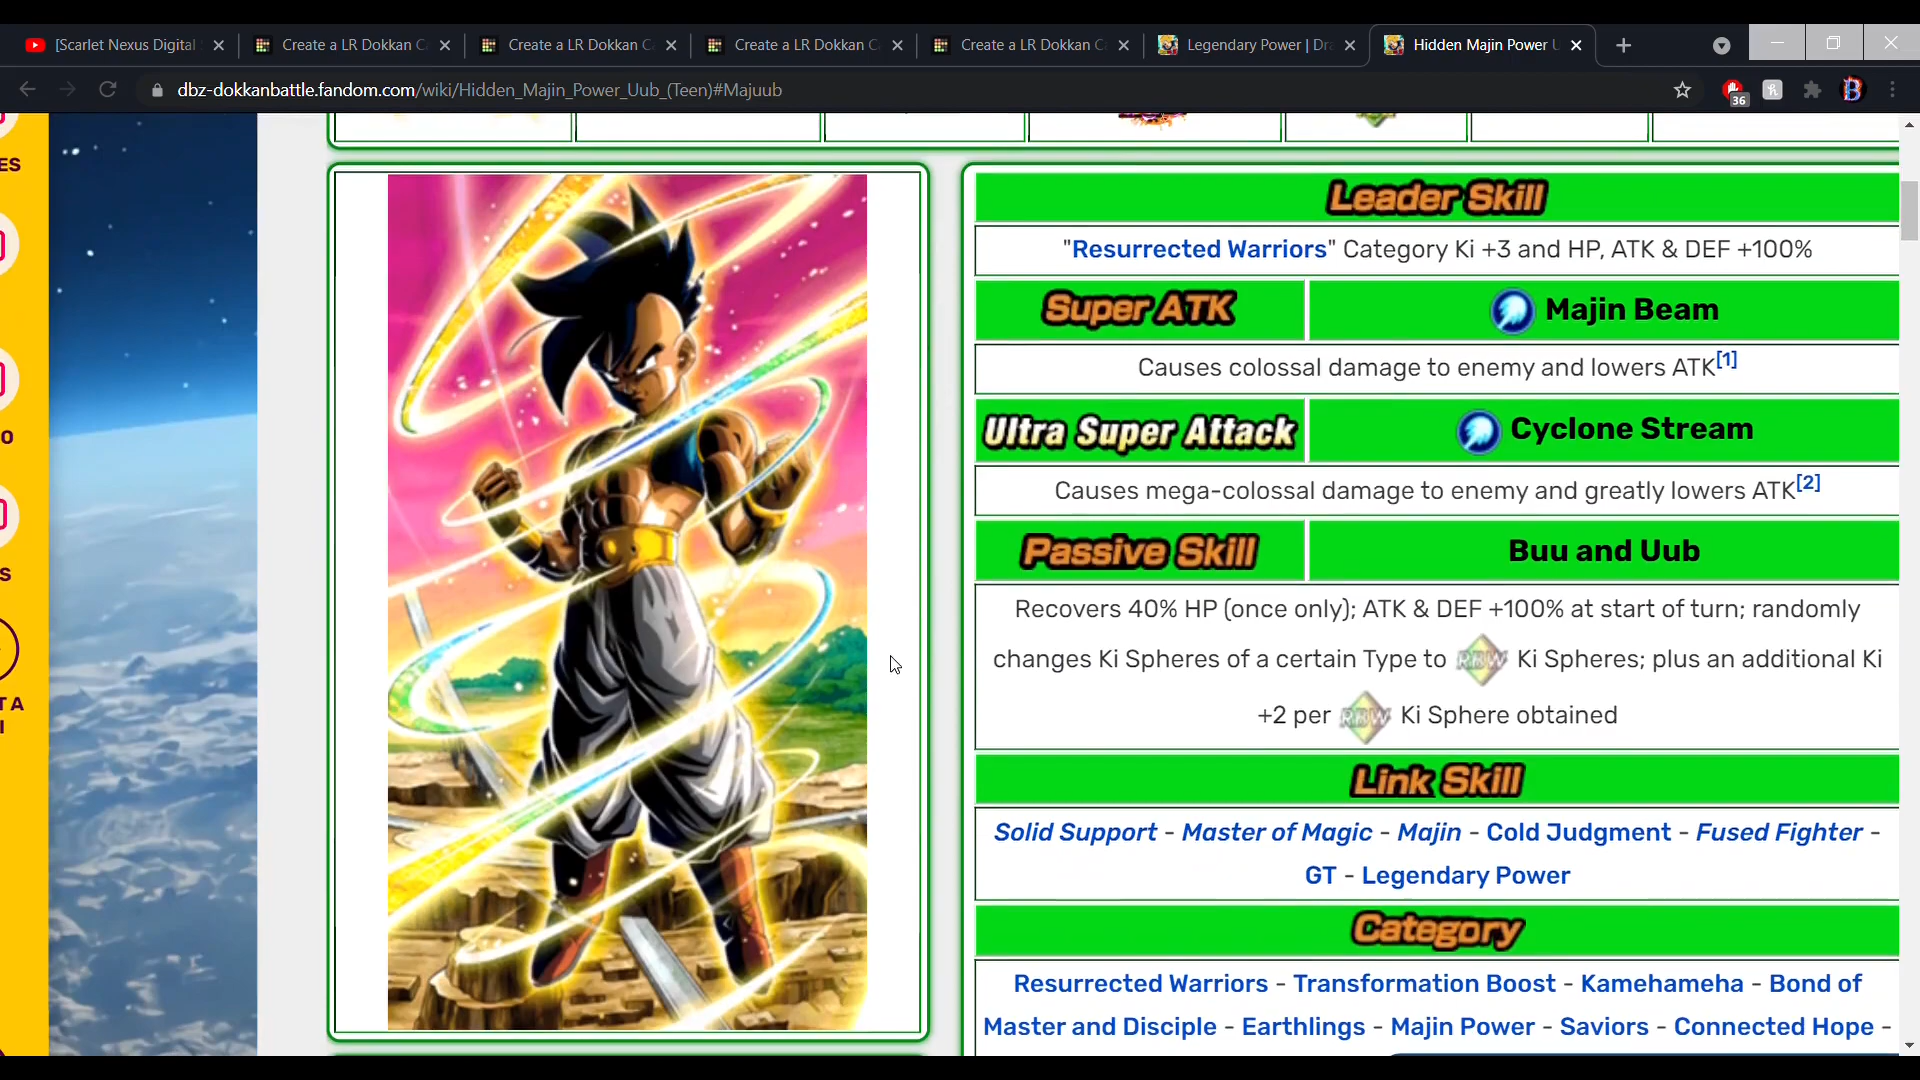 [Scarlet Nexus Digital
Create a LR Dokkan C
Create a LR Dokkan C
Create a LR Dokkan C
Create a LR Dokkan C
Legendary Power | Dra
Hidden Majin Power U
dbz-dokkanbattle.fandom.com/wiki/Hidden_Majin_Power_Uub_(Teen)#Majuub
36
B
ES
O
S
T A
I
Leader Skill
"Resurrected Warriors" Category Ki +3 and HP, ATK & DEF +100%
Super ATK
Majin Beam
Causes colossal damage to enemy and lowers ATK[1]
Ultra Super Attack
Cyclone Stream
Causes mega-colossal damage to enemy and greatly lowers ATK[2]
Passive Skill
Buu and Uub
Recovers 40% HP (once only); ATK & DEF +100% at start of turn; randomly
changes Ki Spheres of a certain Type to RBW Ki Spheres; plus an additional Ki
+2 per RBW Ki Sphere obtained
Link Skill
Solid Support - Master of Magic - Majin - Cold Judgment - Fused Fighter -
GT - Legendary Power
Category
Resurrected Warriors - Transformation Boost - Kamehameha - Bond of
Master and Disciple - Earthlings - Majin Power - Saviors - Connected Hope -